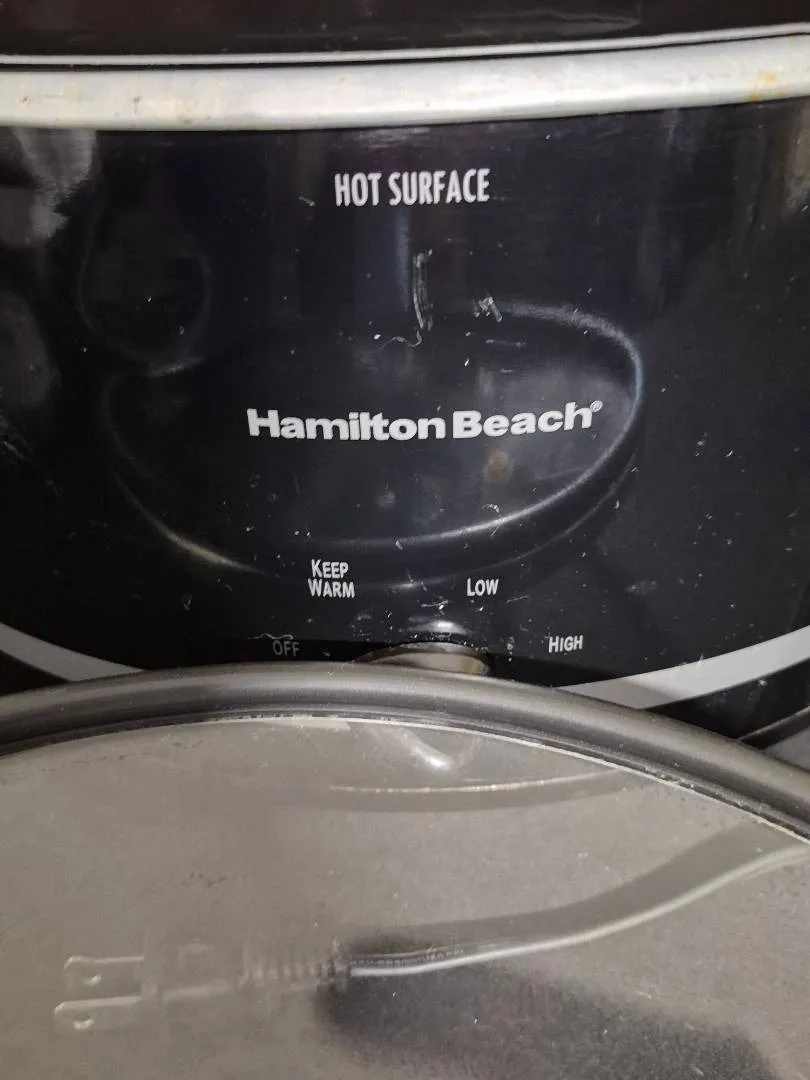 HOT SURFACE
Hamilton Beach®
KEEP
WARM
LOW
OFF
HIGH